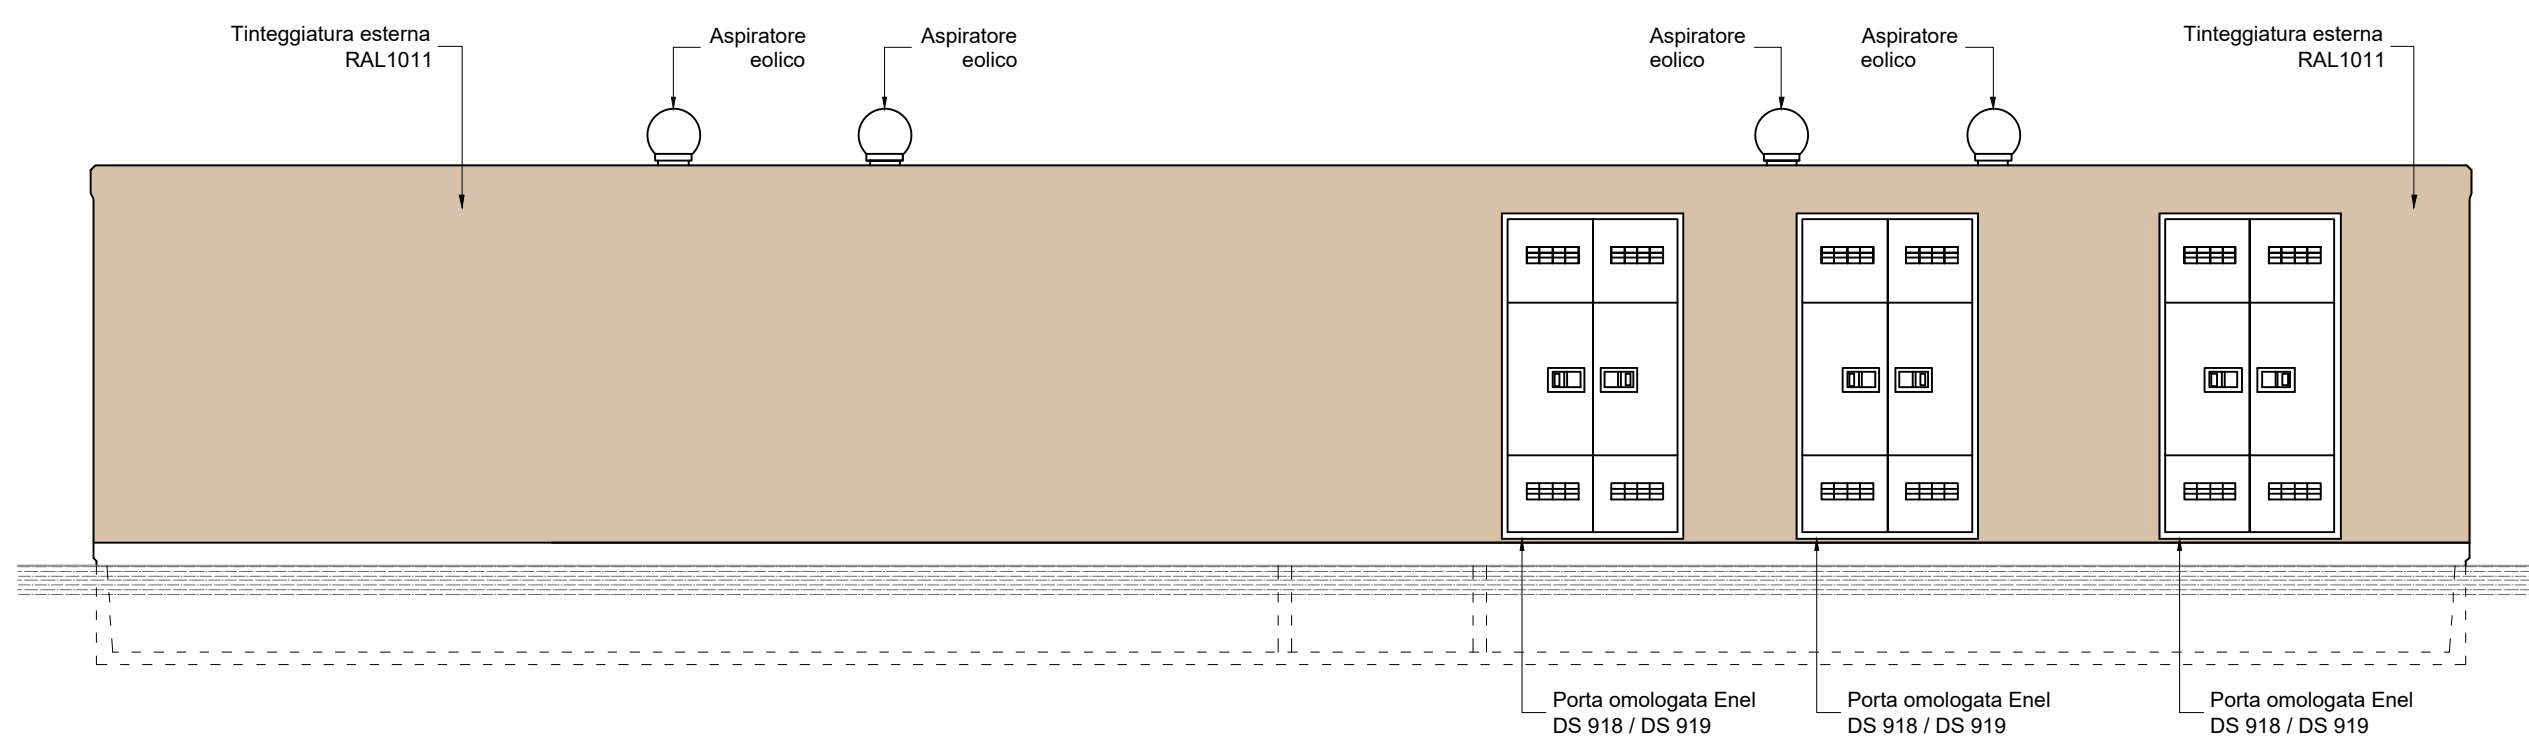 Tinteggiatura esterna
RAL1011
Aspiratore
eolico
Aspiratore
eolico
Aspiratore
eolico
Aspiratore
eolico
Tinteggiatura esterna
RAL1011
Porta omologata Enel
DS 918 / DS 919
Porta omologata Enel
DS 918 / DS 919
Porta omologata Enel
DS 918 / DS 919